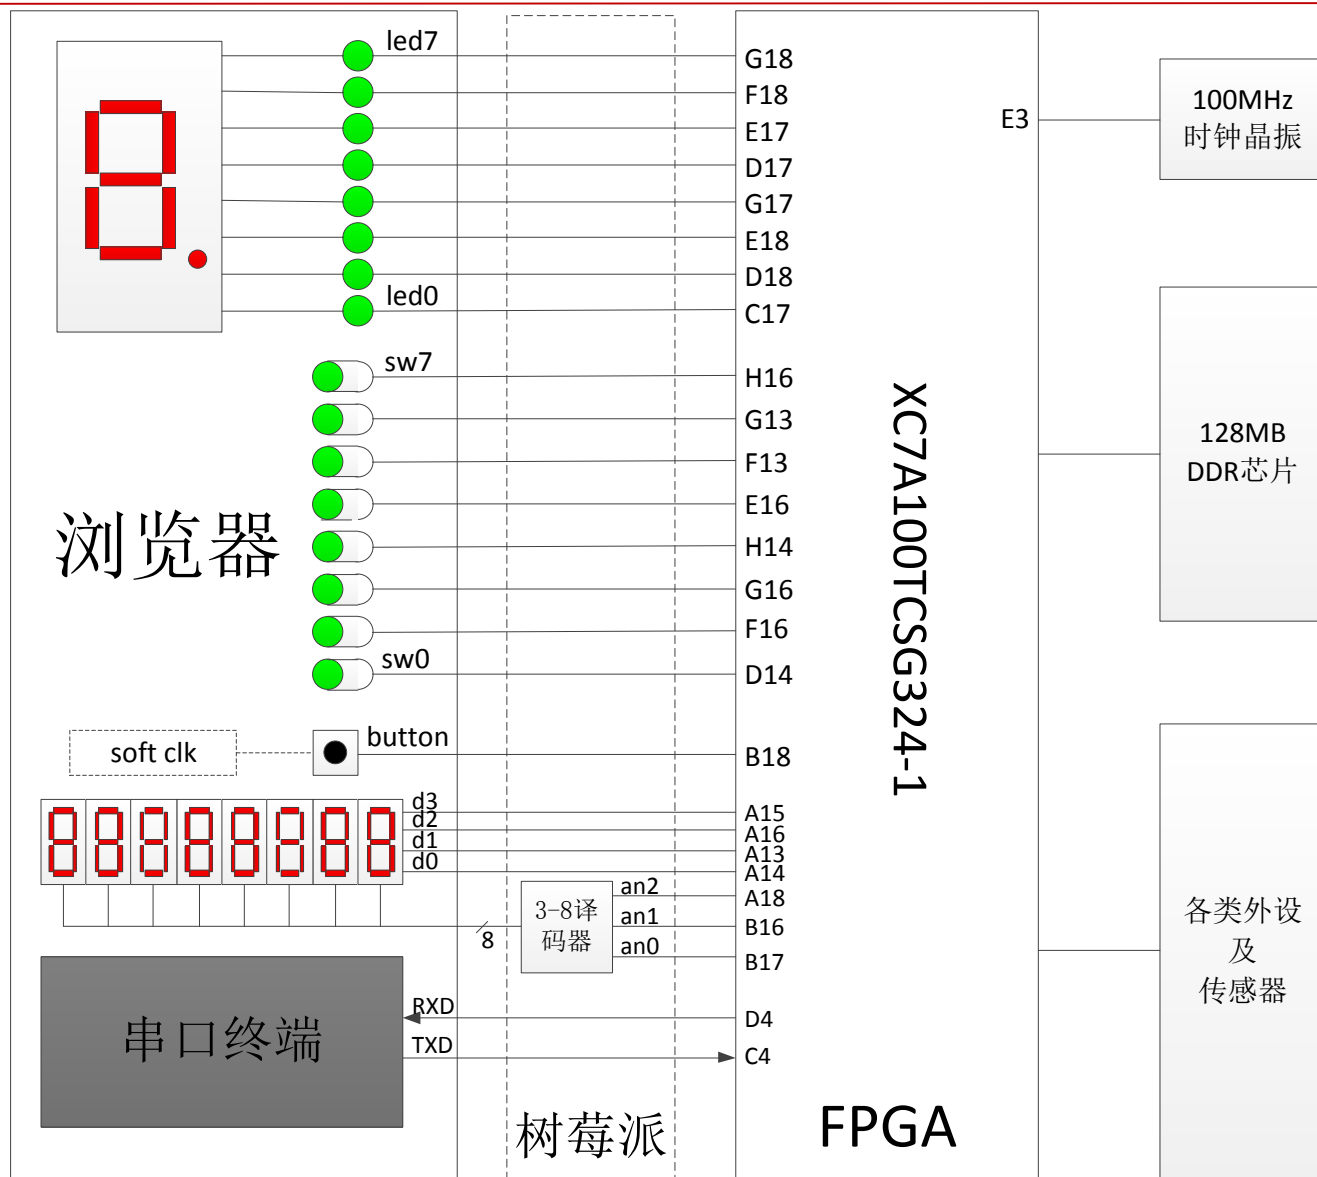 led7
G18
F18
E17
D17
G17
E18
D18
led0
C17
E3
100MHz
时钟晶振
sw7
H16
G13
F13
E16
H14
G16
F16
sw0
D14
浏览器
XC7A100TCSG324-1
128MB
DDR芯片
soft clk
button
B18
d3
d2
d1
d0
A15
A16
A13
A14
3-8译
码器
an2
an1
an0
A18
B16
B17
8
串口终端
RXD
TXD
D4
C4
各类外设
及
传感器
树莓派
FPGA